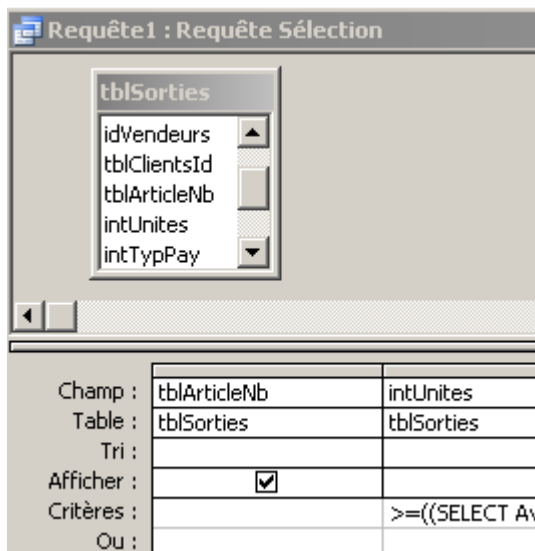 Requête1 : Requête Sélection
tblSorties
idVendeurs
tblClientsId
tblArticleNb
intUnites
intTypPay
Champ : tblArticleNb intUnites
Table : tblSorties tblSorties
Tri :
Afficher :
Critères : >=((SELECT Av
Ou :